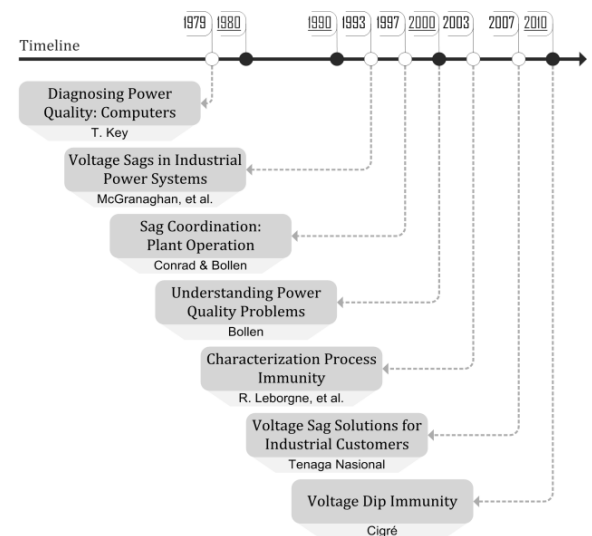 1979 1980 1990 1993 1997 2000 2003 2007 2010
Timeline
Diagnosing Power
Quality: Computers
T. Key
Voltage Sags in Industrial
Power Systems
McGranaghan, et al.
Sag Coordination:
Plant Operation
Conrad & Bollen
Understanding Power
Quality Problems
Bollen
Characterization Process
Immunity
R. Leborgne, et al.
Voltage Sag Solutions for
Industrial Customers
Tenaga Nasional
Voltage Dip Immunity
Cigré